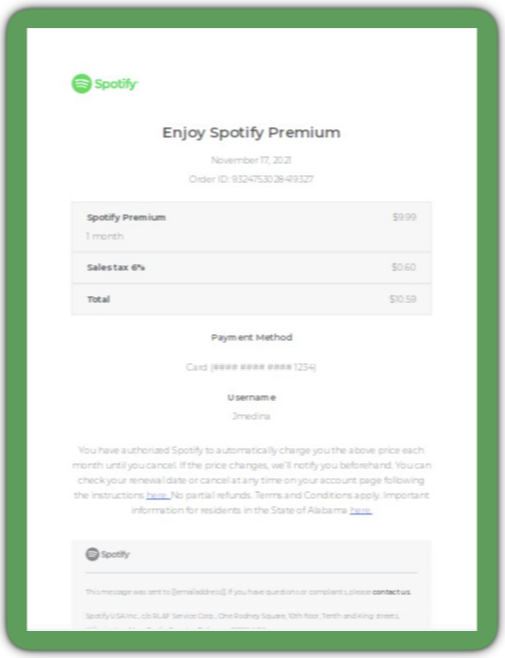 Spotify
Enjoy Spotify Premium
November 17, 2021
Order ID: 9324753028419327
Spotify Premium $9.99
1 month
Sales tax 6% $0.60
Total $10.59
Payment Method
Card (#### #### #### 1234)
Username
Jmedina
You have authorized Spotify to automatically charge you the above price each
month until you cancel. If the price changes, we'll notify you beforehand. You can
check your renewal date or cancel at any time on your account page following
the instructions here. No partial refunds. Terms and Conditions apply. Important
information for residents in the State of Alabama here.
Spotify
This message was sent to [[emailaddress]]. If you have questions or complaints, please contact us.
Spotify USA Inc., c/o RL&F Service Corp., One Rodney Square, 10th floor, Tenth and King streets,